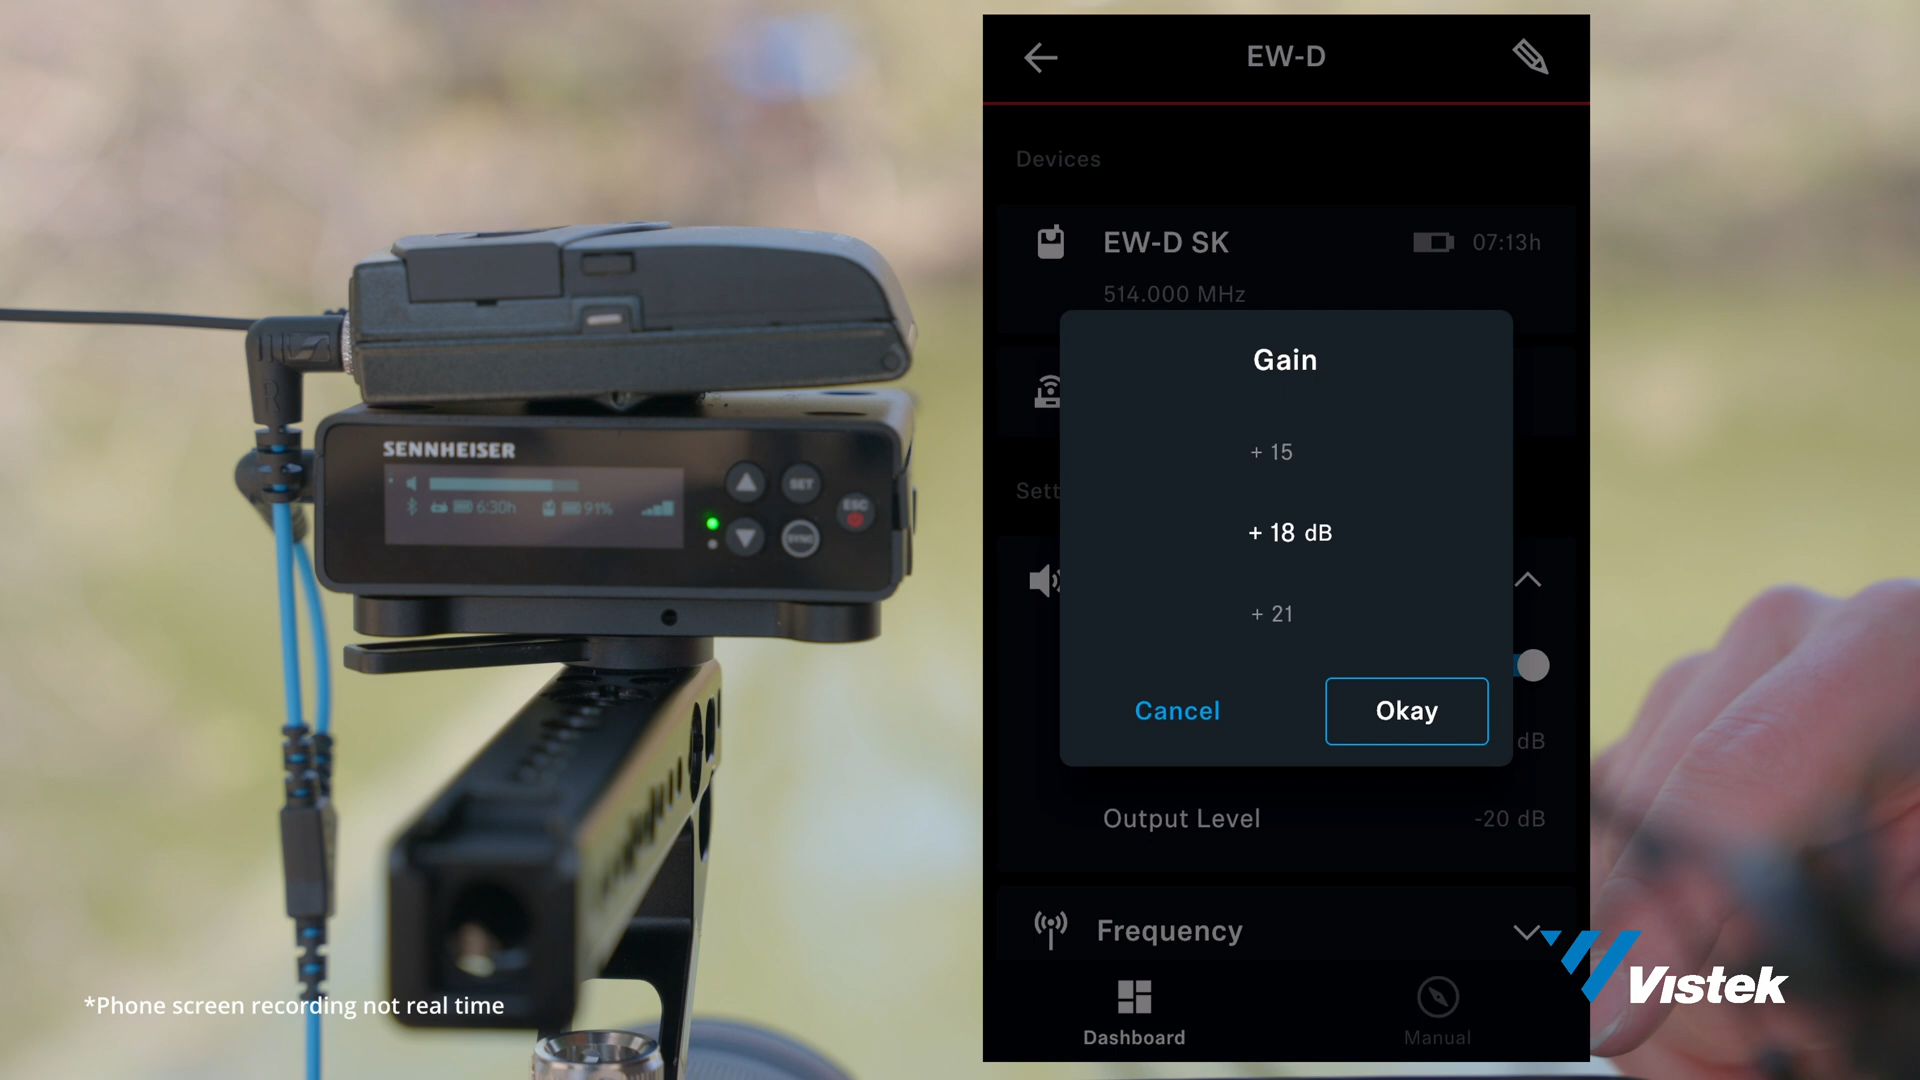 SENNHEISER
6:30h
91%
SET
ESC
SYNC
R
*Phone screen recording not real time
EW-D
Devices
EW-D SK
07:13h
514.000 MHz
Gain
+ 15
Sett
+ 18 dB
+ 21
Cancel
Okay
dB
Output Level
-20 dB
Frequency
Dashboard
Manual
Vistek